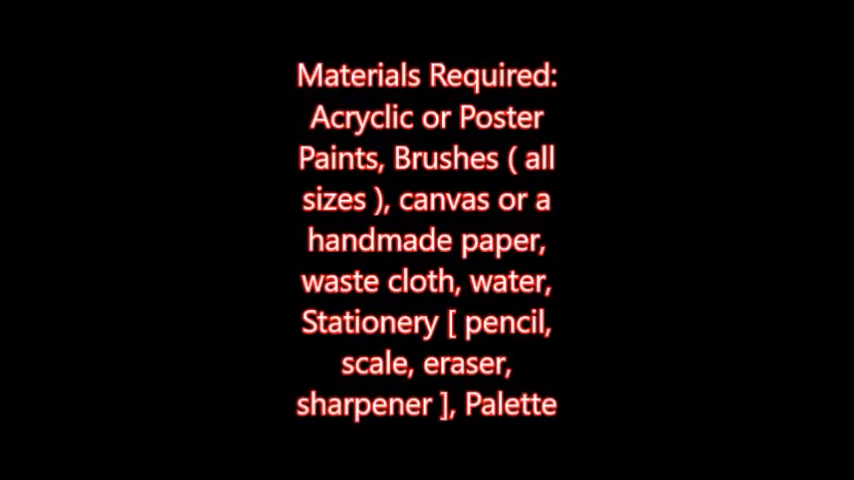 Materials Required:
Acryclic or Poster
Paints, Brushes ( all
sizes ), canvas or a
handmade paper,
waste cloth, water,
Stationery [ pencil,
scale, eraser,
sharpener ], Palette